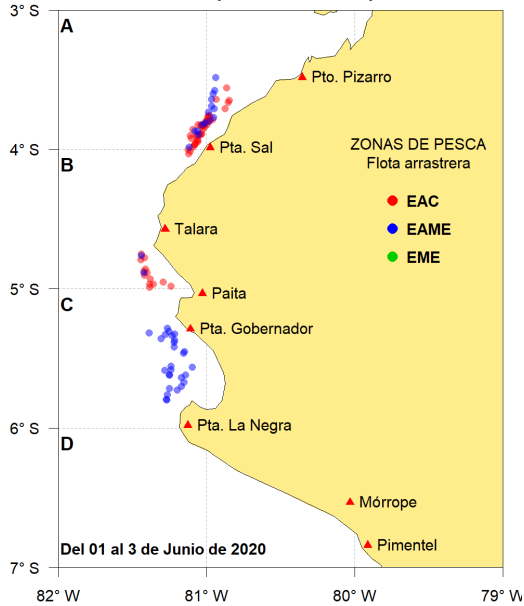 3° S
A
Pto. Pizarro
4° S
Pta. Sal
B
ZONAS DE PESCA
Flota arrastrera
EAC
EAME
EME
Talara
5° S
Paita
C
Pta. Gobernador
6° S
Pta. La Negra
D
Mórrope
Pimentel
Del 01 al 3 de Junio de 2020
7° S
82° W
81° W
80° W
79° W